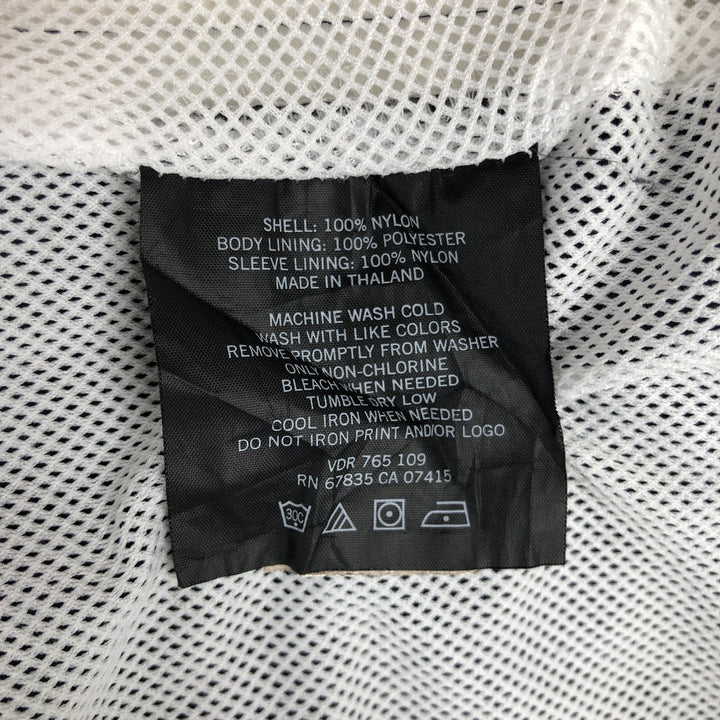 SHELL: 100% NYLON
BODY LINING: 100% POLYESTER
SLEEVE LINING: 100% NYLON
MADE IN THALAND
MACHINE WASH COLD
WASH WITH LIKE COLORS
REMOVE PROMPTLY FROM WASHER
ONLY NON-CHLORINE
BLEACH WHEN NEEDED
TUMBLE DRY LOW
COOL IRON WHEN NEEDED
DO NOT IRON PRINT AND/OR LOGO
VDR 765 109
RN 67835 CA 07415
30C